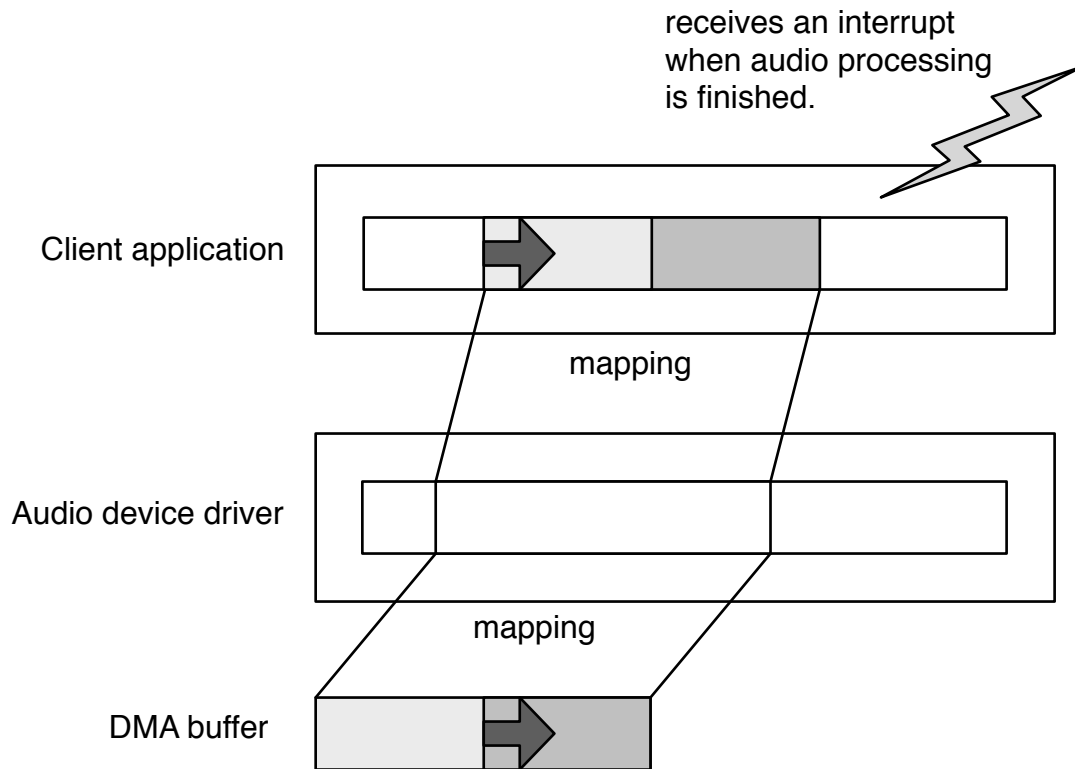 receives an interrupt
when audio processing
is finished.
Client application
mapping
Audio device driver
mapping
DMA buffer